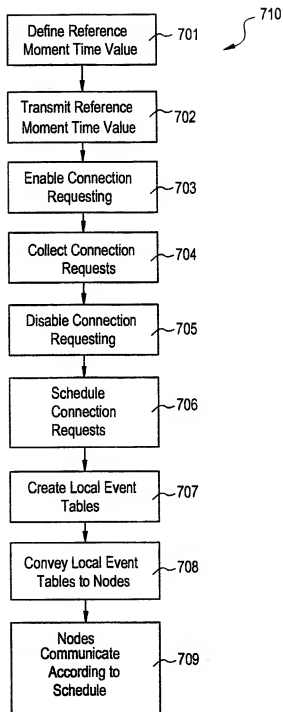 710
Define Reference
Moment Time Value
701
Transmit Reference
Moment Time Value
702
Enable Connection
Requesting
703
Collect Connection
Requests
704
Disable Connection
Requesting
705
Schedule
Connection
Requests
706
Create Local Event
Tables
707
Convey Local Event
Tables to Nodes
708
Nodes
Communicate
According to
Schedule
709